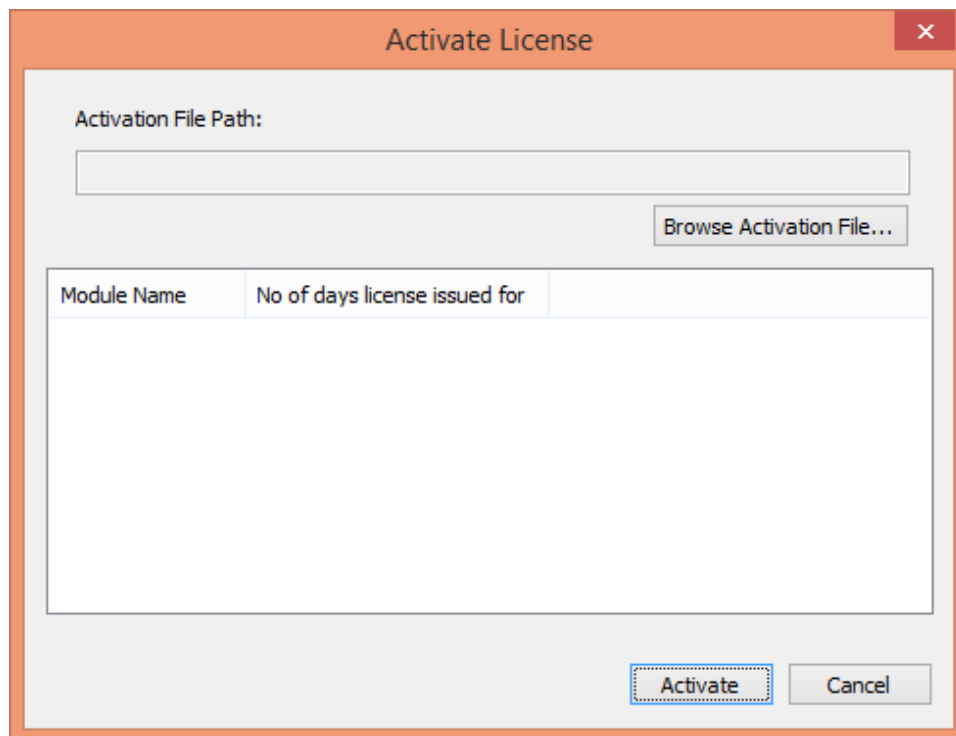 Activate License
Activation File Path:
Browse Activation File...
Module Name No of days license issued for
Activate Cancel